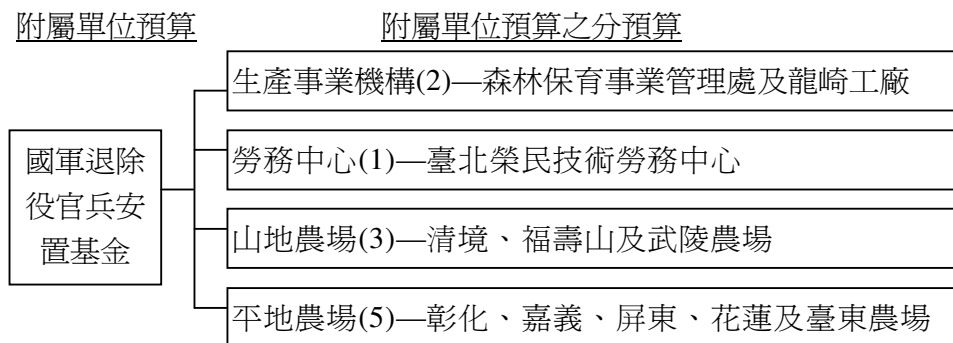 附屬單位預算 附屬單位預算之分預算
生產事業機構(2)—森林保育事業管理處及龍崎工廠
國軍退除
役官兵安
置基金
勞務中心(1)—臺北榮民技術勞務中心
山地農場(3)—清境、福壽山及武陵農場
平地農場(5)—彰化、嘉義、屏東、花蓮及臺東農場